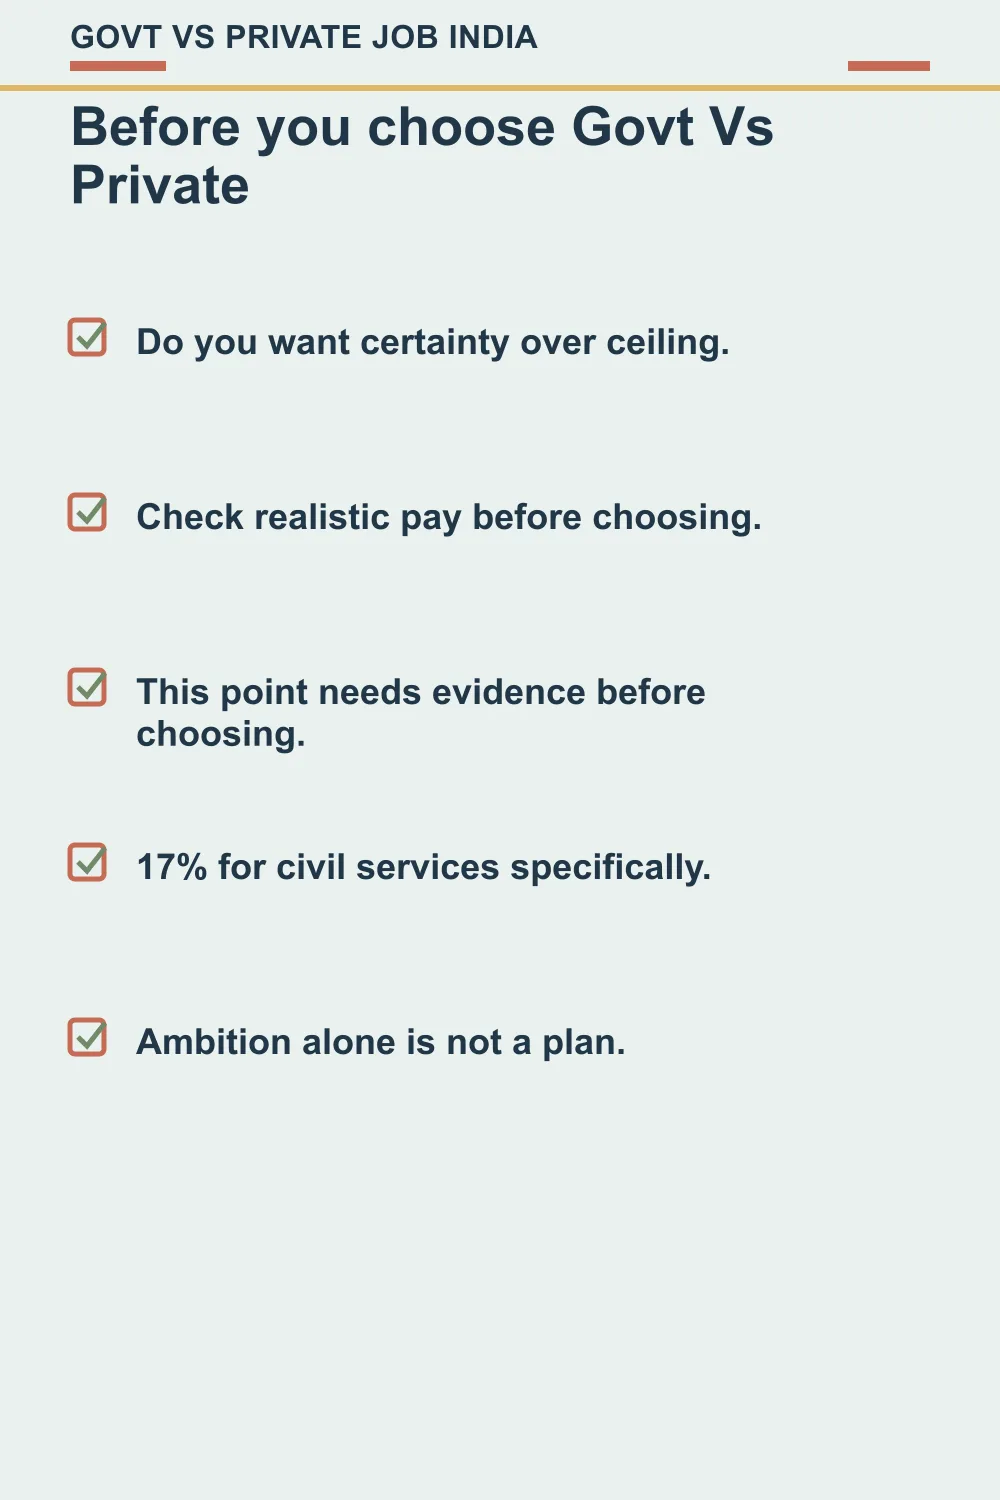 GOVT VS PRIVATE JOB INDIA
Before you choose Govt Vs
Private
Do you want certainty over ceiling.
Check realistic pay before choosing.
This point needs evidence before
choosing.
17% for civil services specifically.
Ambition alone is not a plan.